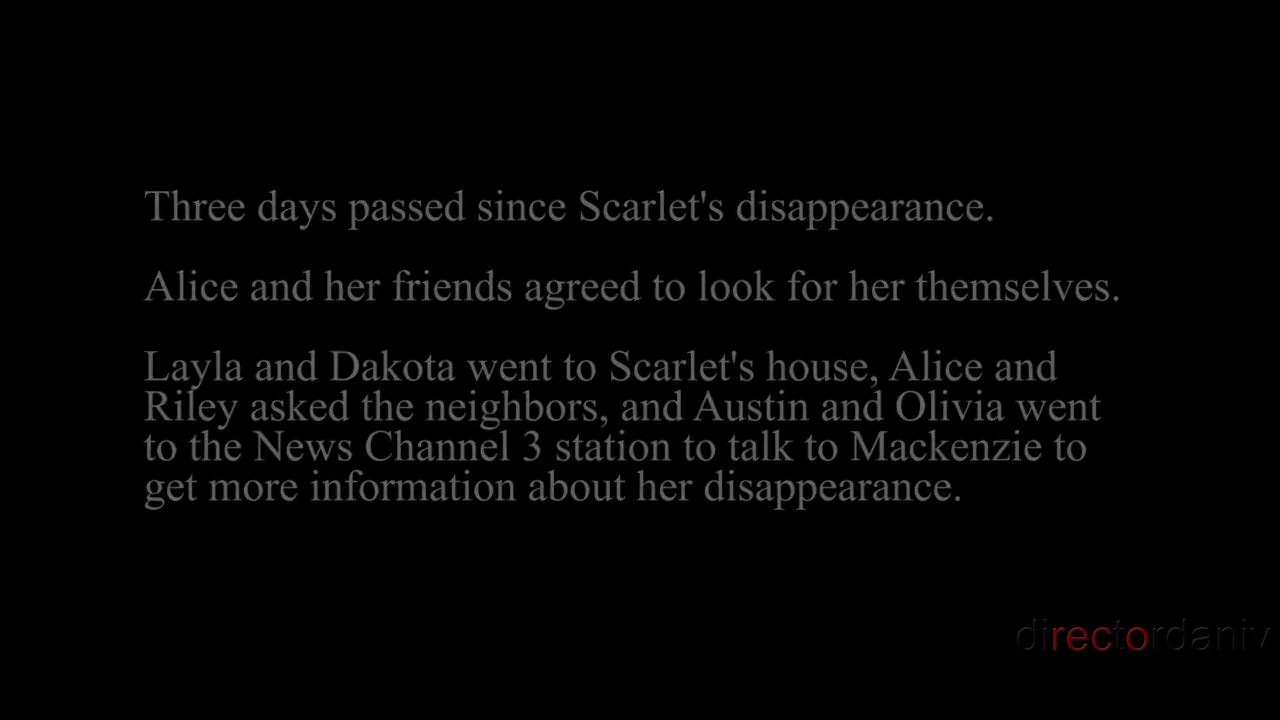 Three days passed since Scarlet's disappearance.
Alice and her friends agreed to look for her themselves.
Layla and Dakota went to Scarlet's house, Alice and
Riley asked the neighbors, and Austin and Olivia went
to the News Channel 3 station to talk to Mackenzie to
get more information about her disappearance.
directordaniv